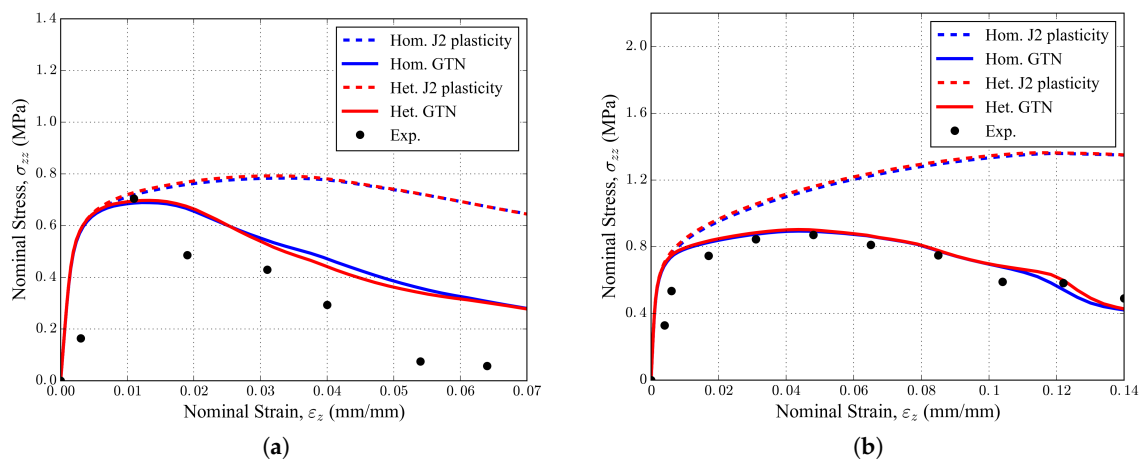 1.4
1.2
1.0
0.8
0.6
0.4
0.2
0.0
Nominal Stress, σzz (MPa)
Hom. J2 plasticity
Hom. GTN
Het. J2 plasticity
Het. GTN
Exp.
0.00 0.01 0.02 0.03 0.04 0.05 0.06 0.07
Nominal Strain, εz (mm/mm)
(a)
2.0
1.6
1.2
0.8
0.4
0
Nominal Stress, σzz (MPa)
Hom. J2 plasticity
Hom. GTN
Het. J2 plasticity
Het. GTN
Exp.
0 0.02 0.04 0.06 0.08 0.1 0.12 0.14
Nominal Strain, εz (mm/mm)
(b)